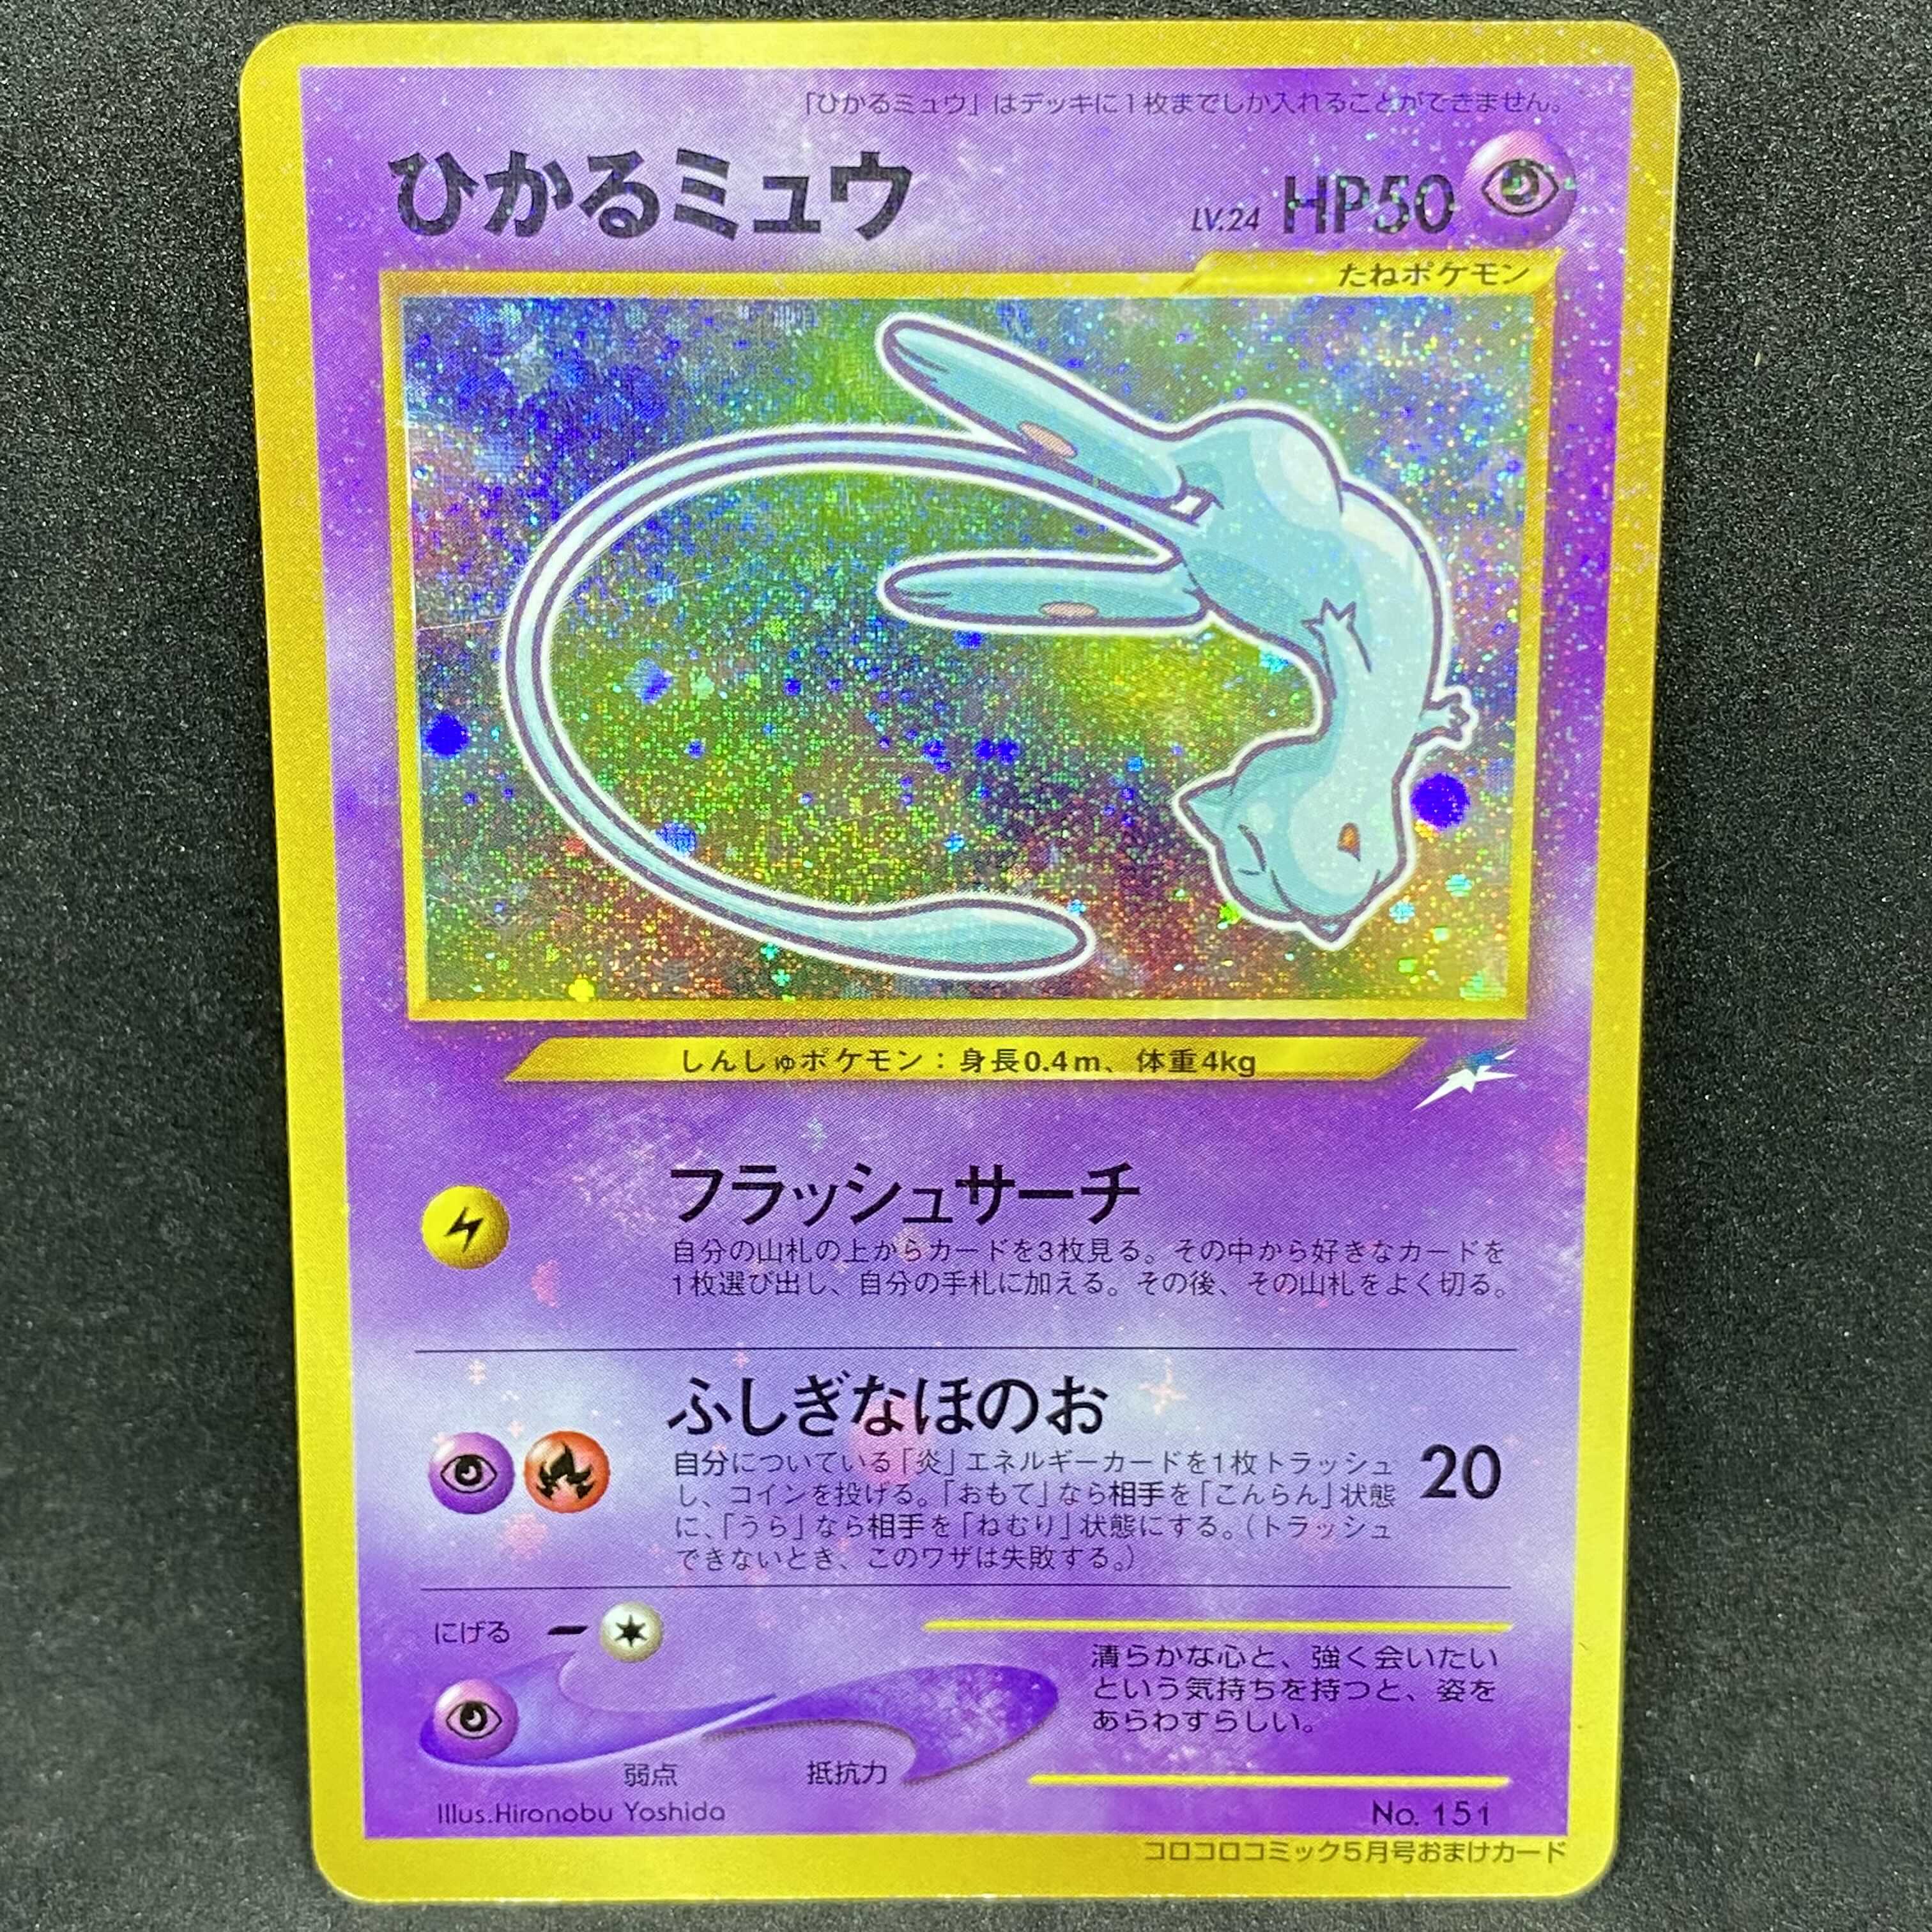 「ひかるミュウ」はデッキに1枚までしか入れることができません。
ひかるミュウ
LV.24 HP50
たねポケモン
しんしゅポケモン：身長0.4m、体重4kg
フラッシュサーチ
自分の山札の上からカードを3枚見る。その中から好きなカードを
1枚選び出し、自分の手札に加える。その後、その山札をよく切る。
ふしぎなほのお
自分についている「炎」エネルギーカードを1枚トラッシュ
し、コインを投げる。「おもて」なら相手を「こんらん」状態
に、「うら」なら相手を「ねむり」状態にする。（トラッシュ
できないとき、このワザは失敗する。）
20
にげる
弱点
抵抗力
清らかな心と、強く会いたい
という気持ちを持つと、姿を
あらわすらしい。
Illus.Hironobu Yoshida
No. 151
コロコロコミック5月号おまけカード